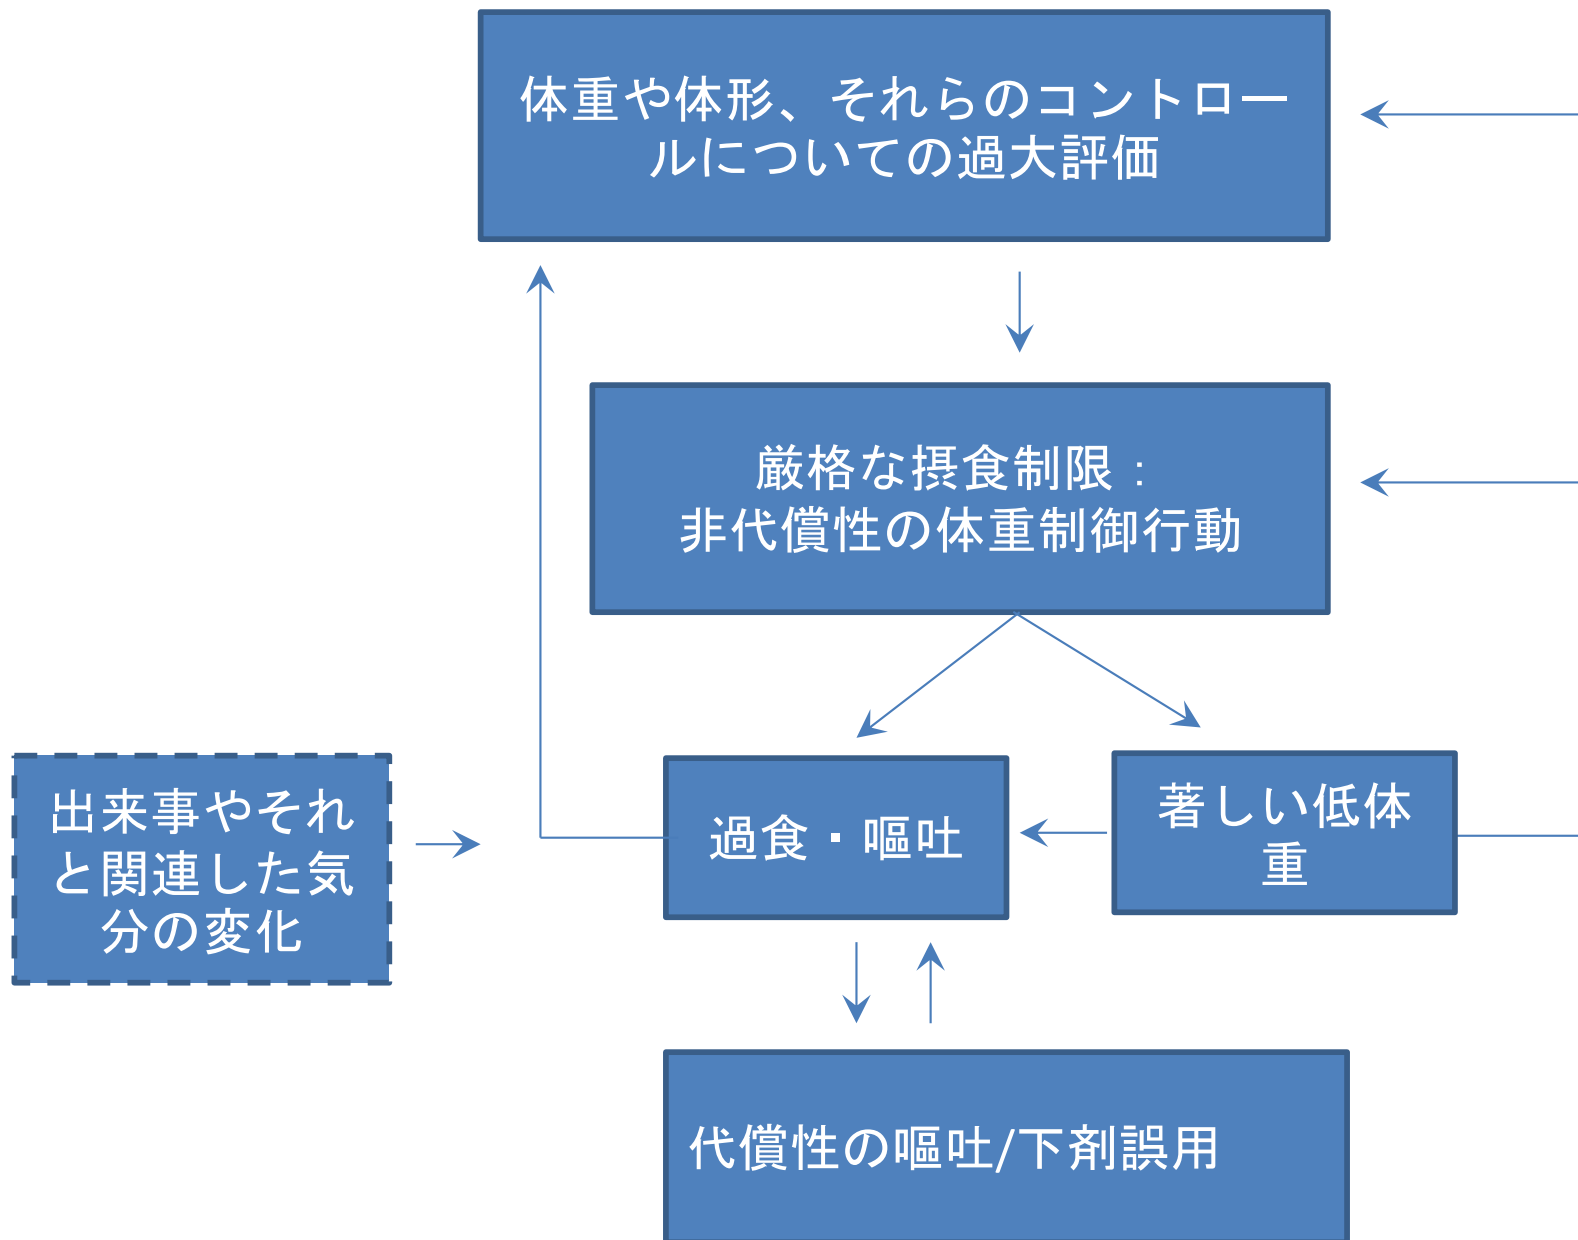 体重や体形、それらのコントロー
ルについての過大評価
厳格な摂食制限：
非代償性の体重制御行動
出来事やそれ
と関連した気
分の変化
過食・嘔吐
著しい低体
重
代償性の嘔吐/下剤誤用